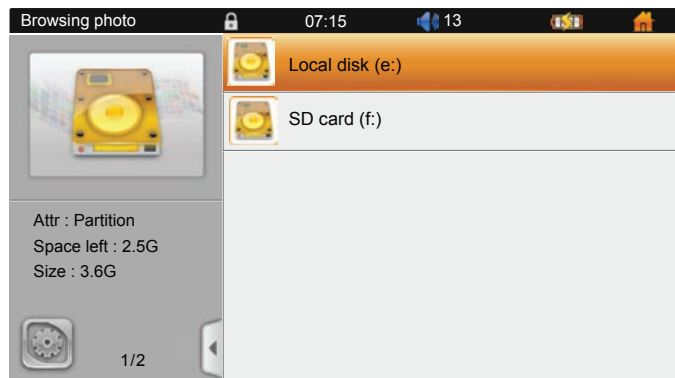 Browsing photo
07:15
13
Local disk (e:)
SD card (f:)
Attr : Partition
Space left : 2.5G
Size : 3.6G
1/2